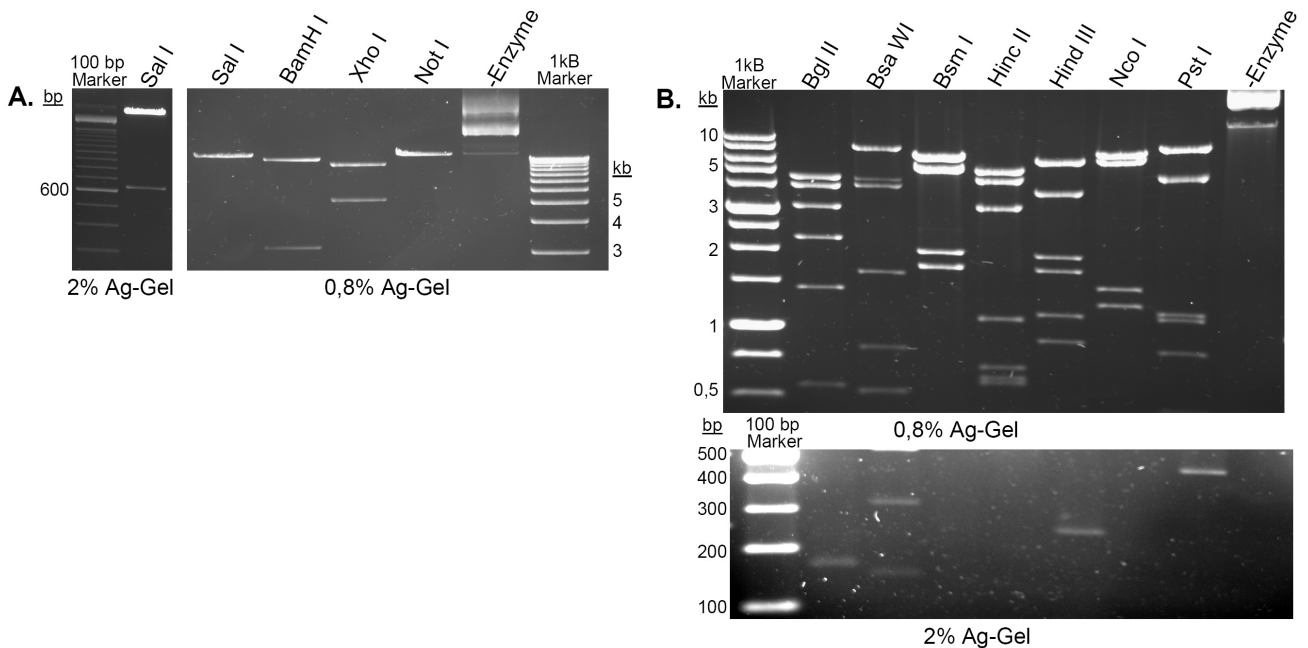 A.
100 bp
Marker
Sal I
Sal I
BamH I
Xho I
Not I
-Enzyme
1kB
Marker
bp
600
kb
5
4
3
2% Ag-Gel
0,8% Ag-Gel
B.
1kB
Marker
Bgl II
Bsa WI
Bsm I
Hinc II
Hind III
Nco I
Pst I
-Enzyme
kb
10
5
3
2
1
0,5
0,8% Ag-Gel
bp
100 bp
Marker
500
400
300
200
100
2% Ag-Gel